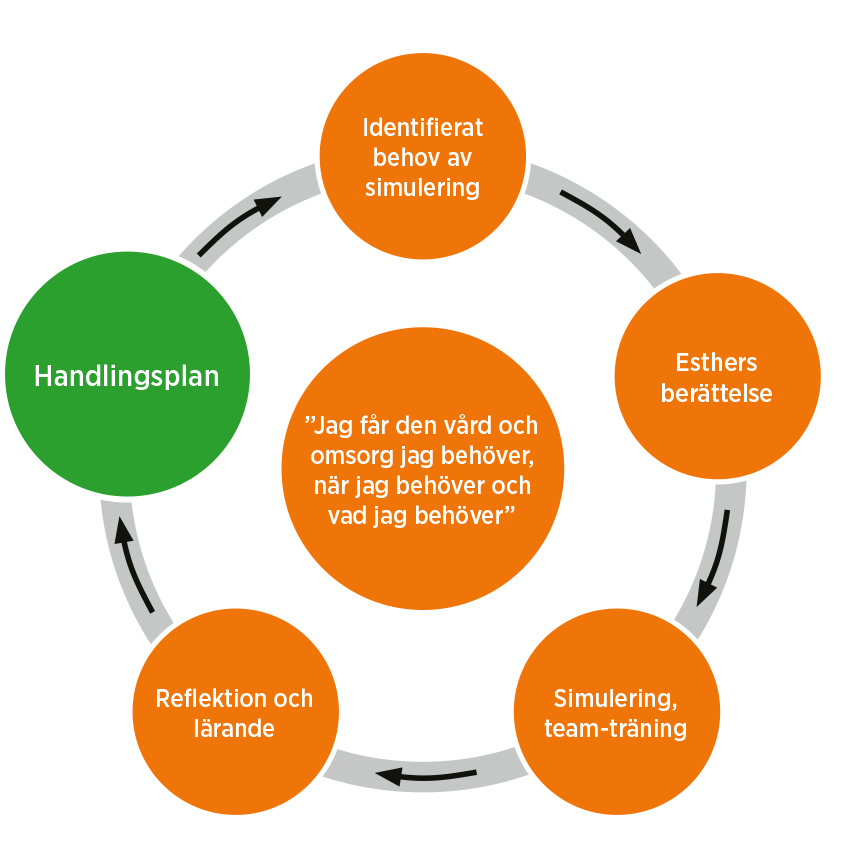 Identifierat
behov av
simulering
Esthers
berättelse
Simulering,
team-träning
Reflektion och
lärande
Handlingsplan
”Jag får den vård och
omsorg jag behöver,
när jag behöver och
vad jag behöver”